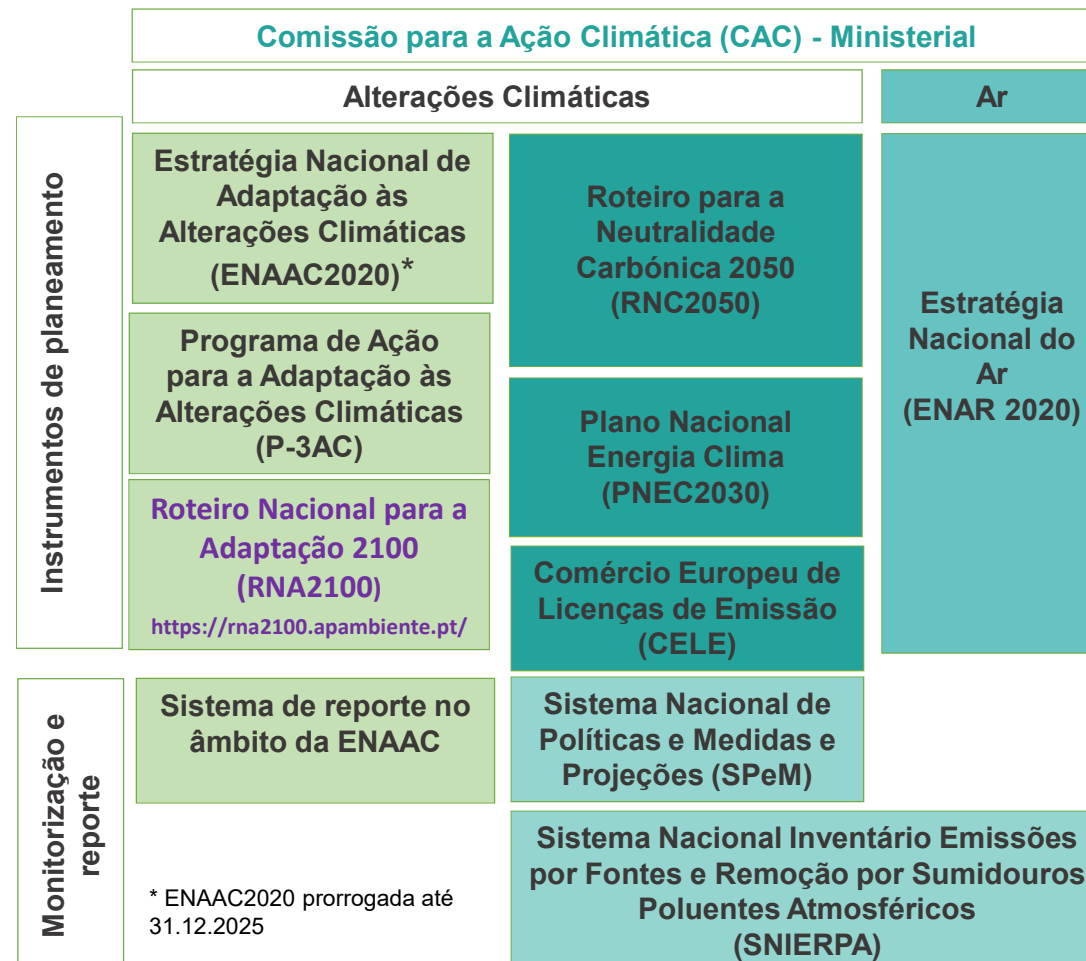 Comissão para a Ação Climática (CAC) - Ministerial
Alterações Climáticas
Ar
Instrumentos de planeamento
Estratégia Nacional de
Adaptação às
Alterações Climáticas
(ENAAC2020)*
Programa de Ação
para a Adaptação às
Alterações Climáticas
(P-3AC)
Roteiro Nacional para a
Adaptação 2100
(RNA2100)
https://rna2100.apambiente.pt/
Roteiro para a
Neutralidade
Carbónica 2050
(RNC2050)
Plano Nacional
Energia Clima
(PNEC2030)
Comércio Europeu de
Licenças de Emissão
(CELE)
Estratégia
Nacional do
Ar
(ENAR 2020)
Monitorização e
reporte
Sistema de reporte no
âmbito da ENAAC
Sistema Nacional de
Políticas e Medidas e
Projeções (SPeM)
Sistema Nacional Inventário Emissões
por Fontes e Remoção por Sumidouros
Poluentes Atmosféricos
(SNIERPA)
* ENAAC2020 prorrogada até
31.12.2025